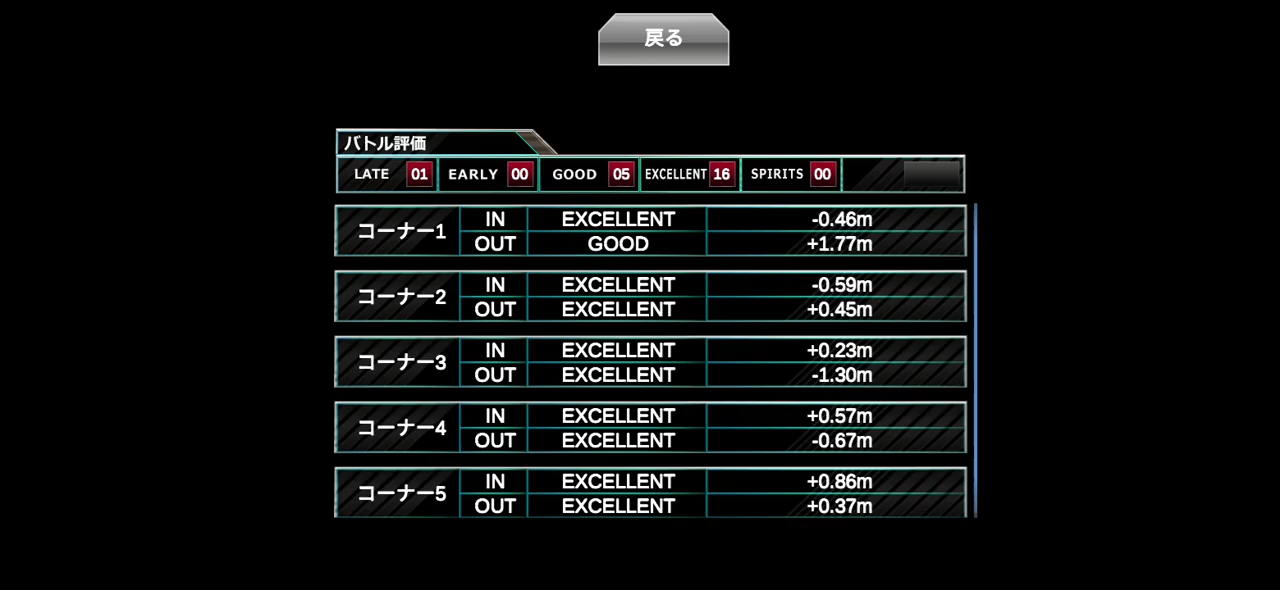 戻る
バトル評価
LATE 01 EARLY 00 GOOD 05 EXCELLENT 16 SPIRITS 00
コーナー1 IN EXCELLENT -0.46m
OUT GOOD +1.77m
コーナー2 IN EXCELLENT -0.59m
OUT EXCELLENT +0.45m
コーナー3 IN EXCELLENT +0.23m
OUT EXCELLENT -1.30m
コーナー4 IN EXCELLENT +0.57m
OUT EXCELLENT -0.67m
コーナー5 IN EXCELLENT +0.86m
OUT EXCELLENT +0.37m